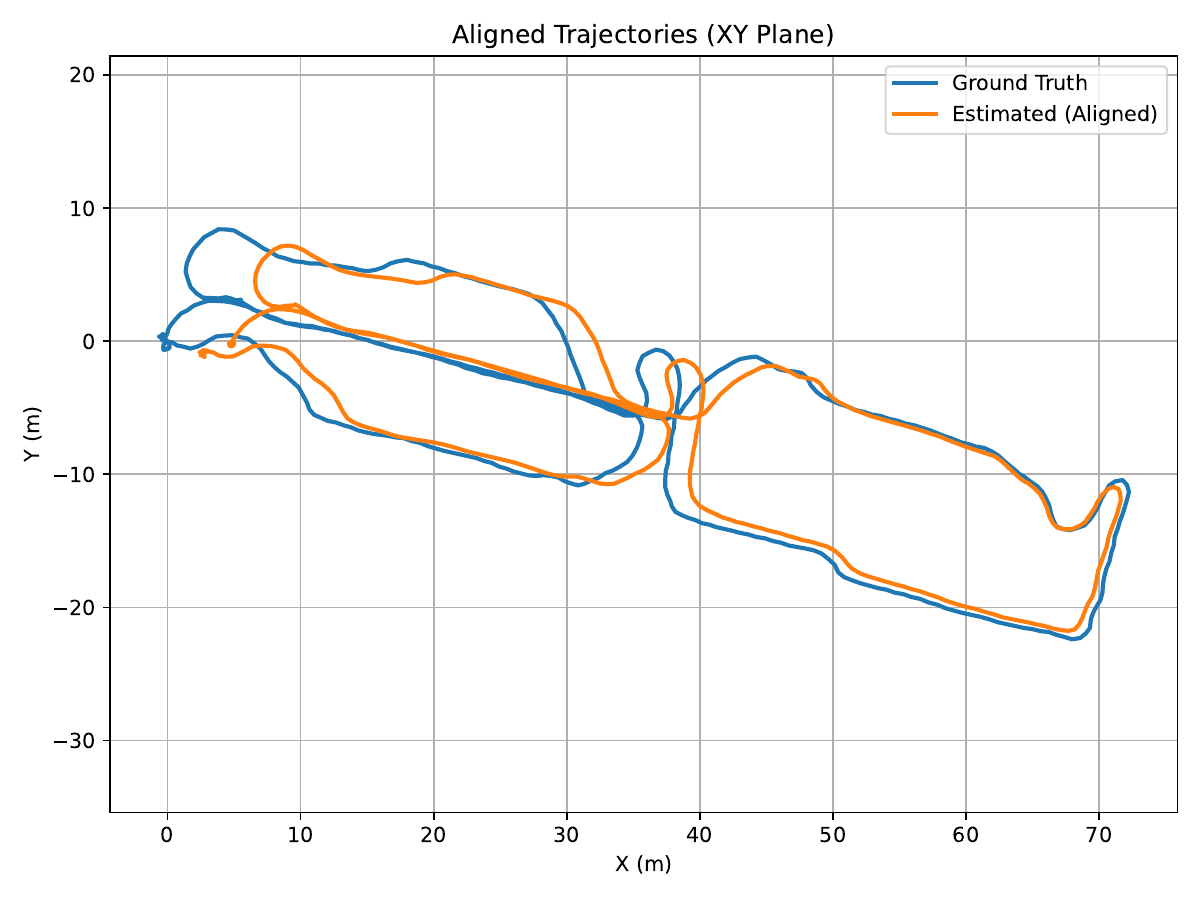 Aligned Trajectories (XY Plane)
Ground Truth
Estimated (Aligned)
20
10
0
−10
−20
−30
Y (m)
0 10 20 30 40 50 60 70
X (m)